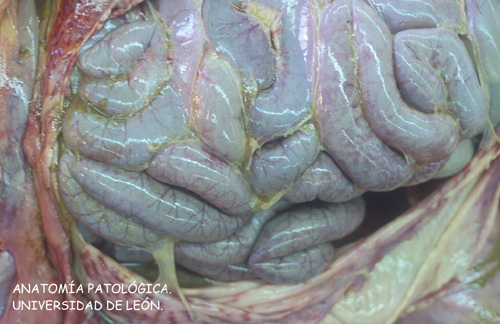 ANATOMÍA PATOLÓGICA.
UNIVERSIDAD DE LEÓN.